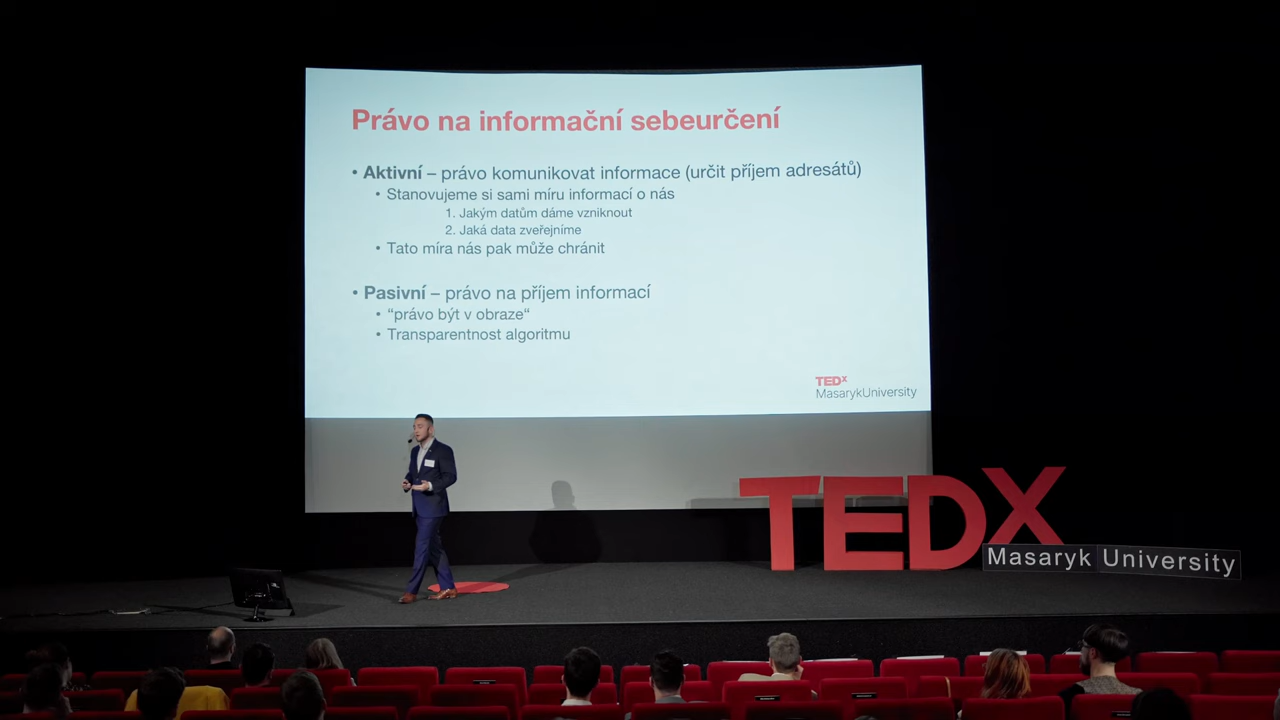 Právo na informační sebeurčení
• Aktivní – právo komunikovat informace (určit příjem adresátů)
• Stanovujeme si sami míru informací o nás
1. Jakým datům dáme vzniknout
2. Jaká data zveřejníme
• Tato míra nás pak může chránit
• Pasivní – právo na příjem informací
• “právo být v obraze“
• Transparentnost algoritmu
TEDx
MasarykUniversity
TEDX
Masaryk University